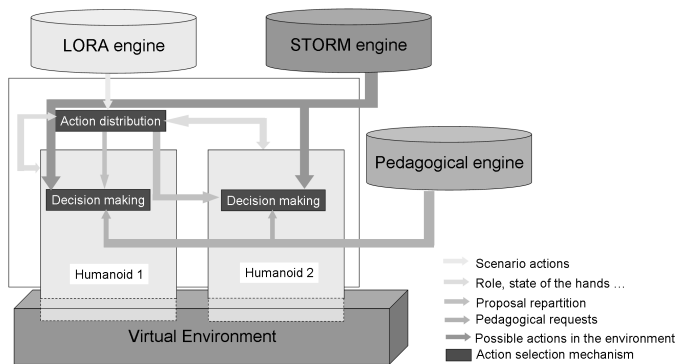 LORA engine
STORM engine
Action distribution
Pedagogical engine
Decision making
Decision making
Humanoid 1
Humanoid 2
Virtual Environment
Scenario actions
Role, state of the hands ...
Proposal repartition
Pedagogical requests
Possible actions in the environment
Action selection mechanism